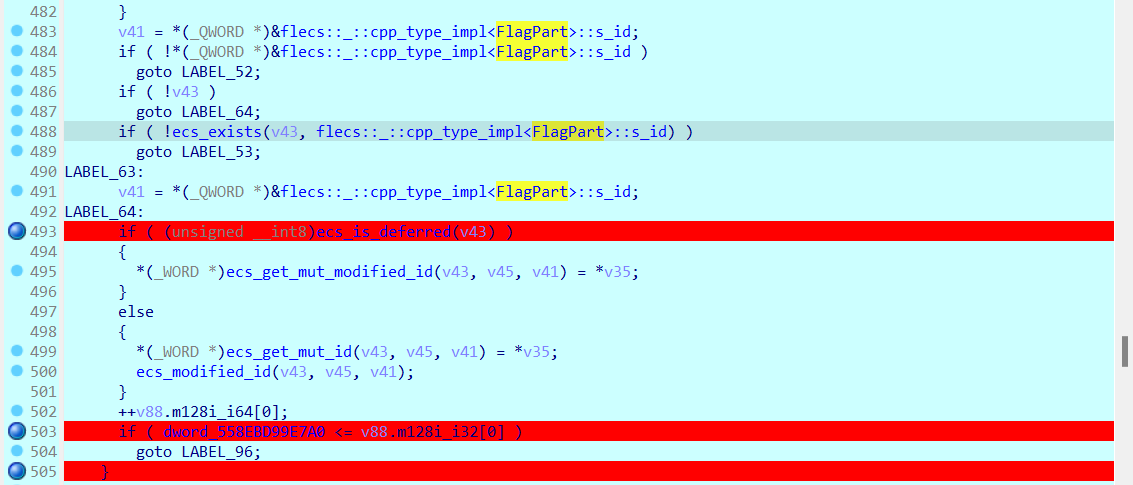 482 }
483 v41 = *(_QWORD *)&flecs::_::cpp_type_impl<FlagPart>::s_id;
484 if ( !*(_QWORD *)&flecs::_::cpp_type_impl<FlagPart>::s_id )
485 goto LABEL_52;
486 if ( !v43 )
487 goto LABEL_64;
488 if ( !ecs_exists(v43, flecs::_::cpp_type_impl<FlagPart>::s_id) )
489 goto LABEL_53;
490 LABEL_63:
491 v41 = *(_QWORD *)&flecs::_::cpp_type_impl<FlagPart>::s_id;
492 LABEL_64:
493 if ( (unsigned __int8)ecs_is_deferred(v43) )
494 {
495 *(_WORD *)ecs_get_mut_modified_id(v43, v45, v41) = *v35;
496 }
497 else
498 {
499 *(_WORD *)ecs_get_mut_id(v43, v45, v41) = *v35;
500 ecs_modified_id(v43, v45, v41);
501 }
502 ++v88.m128i_i64[0];
503 if ( dword_558EBD99E7A0 <= v88.m128i_i32[0] )
504 goto LABEL_96;
505 }